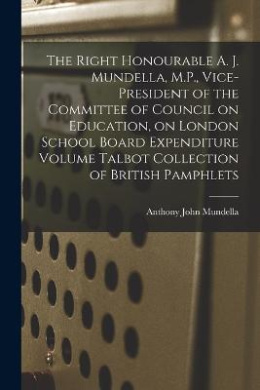 The Right Honourable A. J.
Mundella, M.P., Vice-
President of the
Committee of Council on
Education, on London
School Board Expenditure
Volume Talbot Collection
of British Pamphlets
Anthony John Mundella